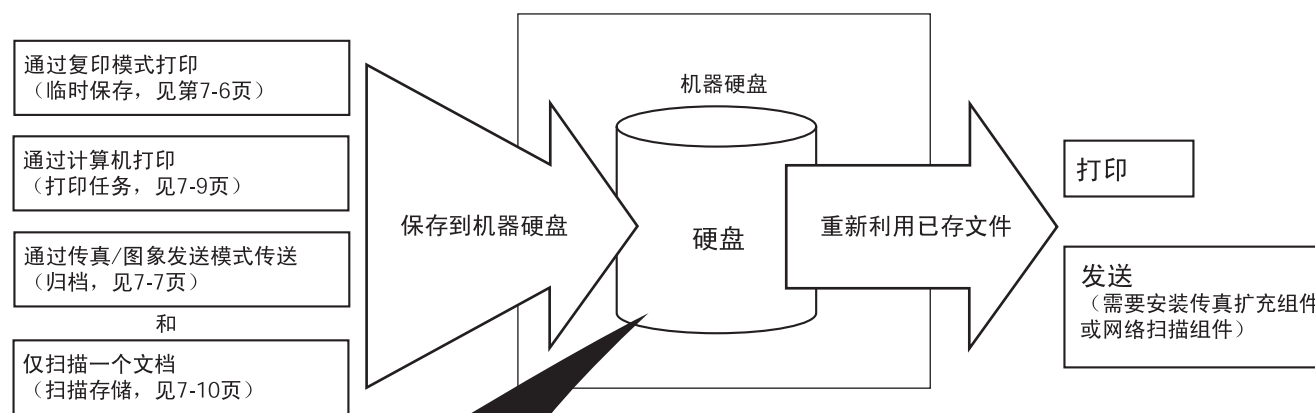 通过复印模式打印
（临时保存，见第7-6页）
通过计算机打印
（打印任务，见7-9页）
通过传真/图象发送模式传送
（归档，见7-7页）
和
仅扫描一个文档
（扫描存储，见7-10页）
保存到机器硬盘
机器硬盘
硬盘
重新利用已存文件
打印
发送
（需要安装传真扩充组件
或网络扫描组件）